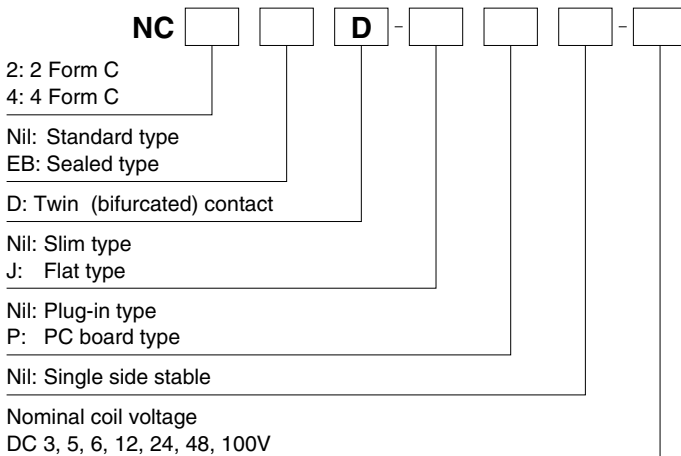 NC D - -
2: 2 Form C
4: 4 Form C
Nil: Standard type
EB: Sealed type
D: Twin (bifurcated) contact
Nil: Slim type
J: Flat type
Nil: Plug-in type
P: PC board type
Nil: Single side stable
Nominal coil voltage
DC 3, 5, 6, 12, 24, 48, 100V